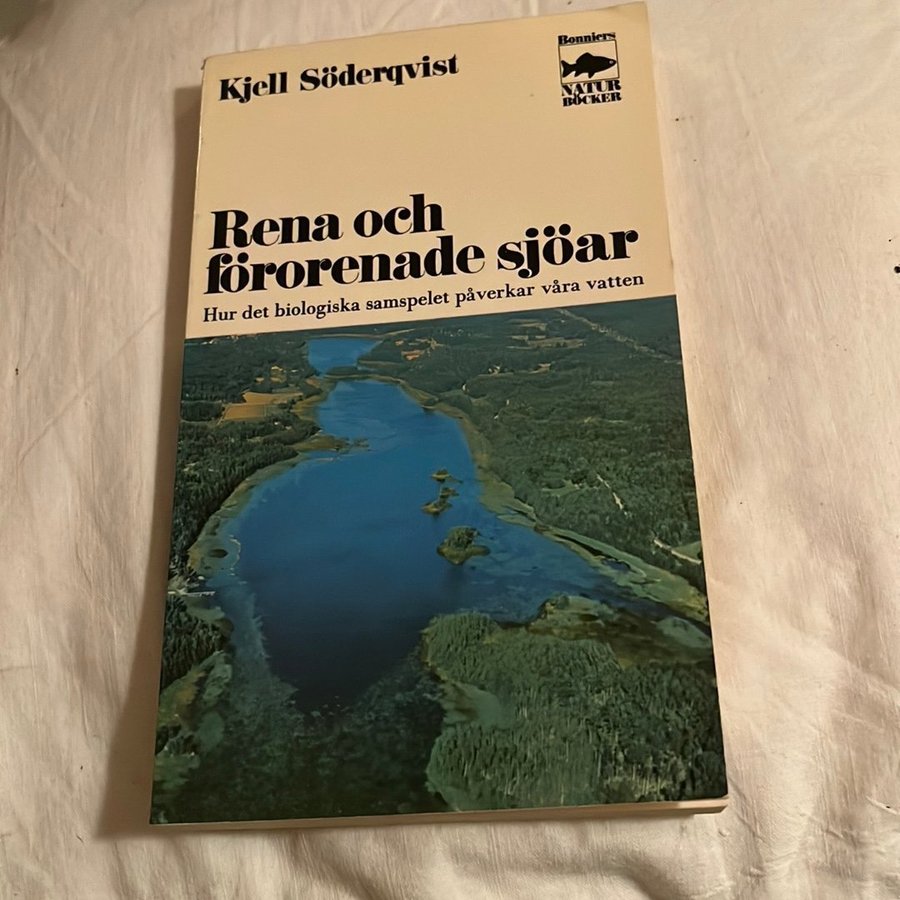 Kjell Söderqvist
Bonniers
NATUR
BÖCKER
Rena och
förorenade sjöar
Hur det biologiska samspelet påverkar våra vatten